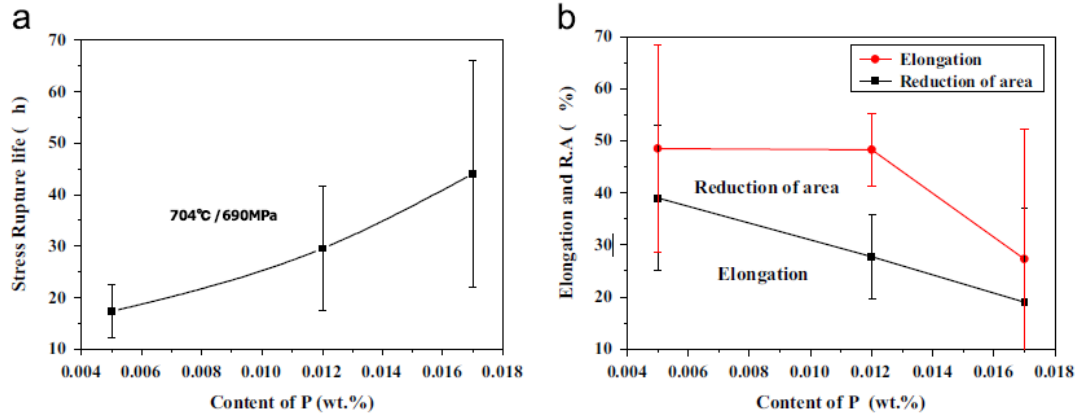 a
Stress Rupture life ( h)
70
60
50
40
30
20
10
704℃ / 690MPa
0.004 0.006 0.008 0.010 0.012 0.014 0.016 0.018
Content of P (wt.%)
b
Elongation and R.A ( %)
70
60
50
40
30
20
10
Elongation
Reduction of area
Reduction of area
Elongation
0.004 0.006 0.008 0.010 0.012 0.014 0.016 0.018
Content of P (wt.%)